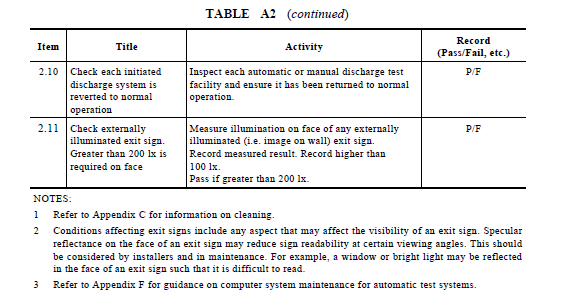 TABLE A2 (continued)
Item Title Activity Record
(Pass/Fail, etc.)
2.10 Check each initiated Inspect each automatic or manual discharge test P/F
discharge system is facility and ensure it has been returned to normal
reverted to normal operation.
operation
2.11 Check externally Measure illumination on face of any externally P/F
illuminated exit sign. illuminated (i.e. image on wall) exit sign.
Greater than 200 lx is Record measured result. Record higher than
required on face 100 lx.
Pass if greater than 200 lx.
NOTES:
1 Refer to Appendix C for information on cleaning.
2 Conditions affecting exit signs include any aspect that may affect the visibility of an exit sign. Specular
reflectance on the face of an exit sign may reduce sign readability at certain viewing angles. This should
be considered by installers and in maintenance. For example, a window or bright light may be reflected
in the face of an exit sign such that it is difficult to read.
3 Refer to Appendix F for guidance on computer system maintenance for automatic test systems.